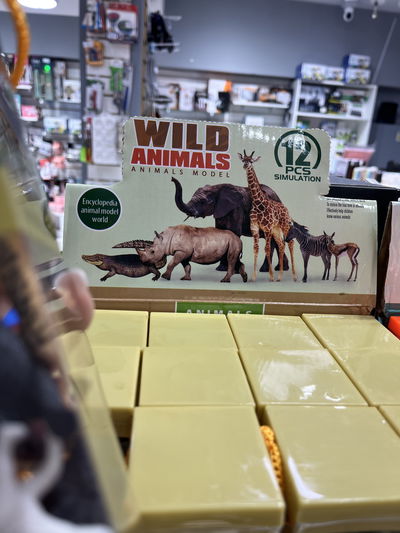 WILD
ANIMALS
ANIMALS MODEL
12
PCS
SIMULATION
Encyclopedia
animal model
world
ANIMALS